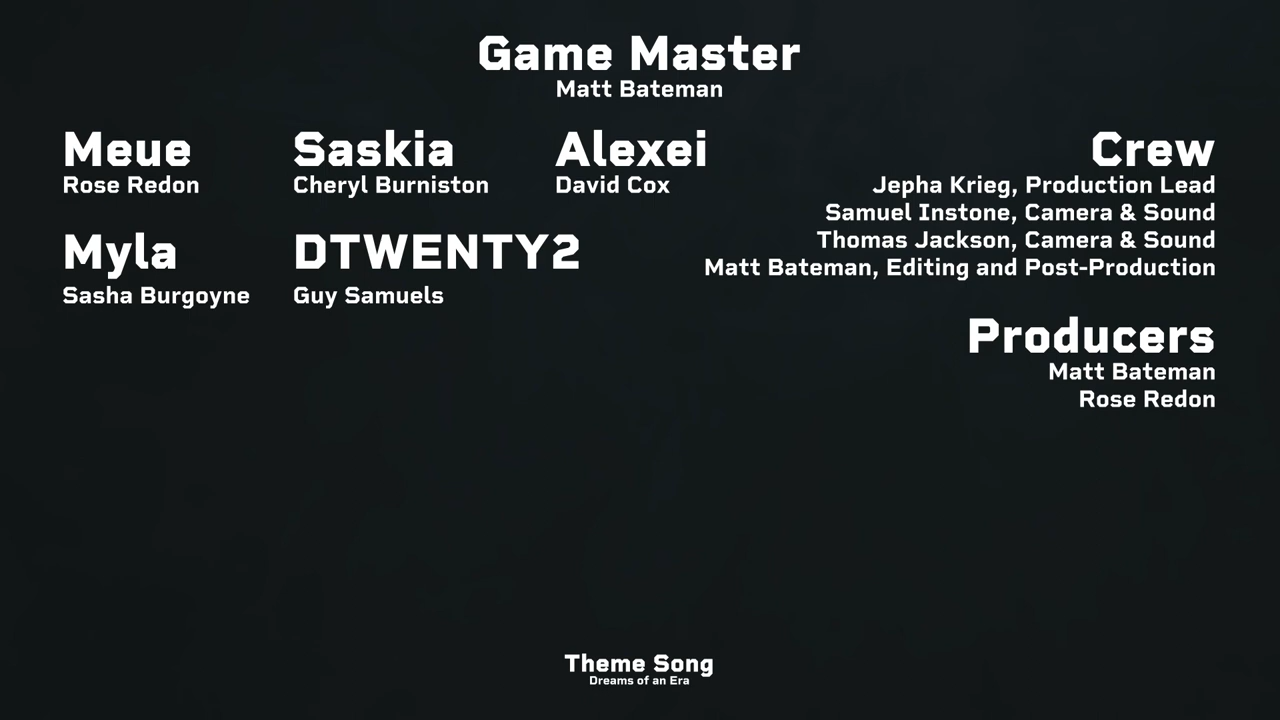 Game Master
Matt Bateman
Meue
Rose Redon
Saskia
Cheryl Burniston
Alexei
David Cox
Myla
Sasha Burgoyne
DTWENTY2
Guy Samuels
Crew
Jepha Krieg, Production Lead
Samuel Instone, Camera & Sound
Thomas Jackson, Camera & Sound
Matt Bateman, Editing and Post-Production
Producers
Matt Bateman
Rose Redon
Theme Song
Dreams of an Era